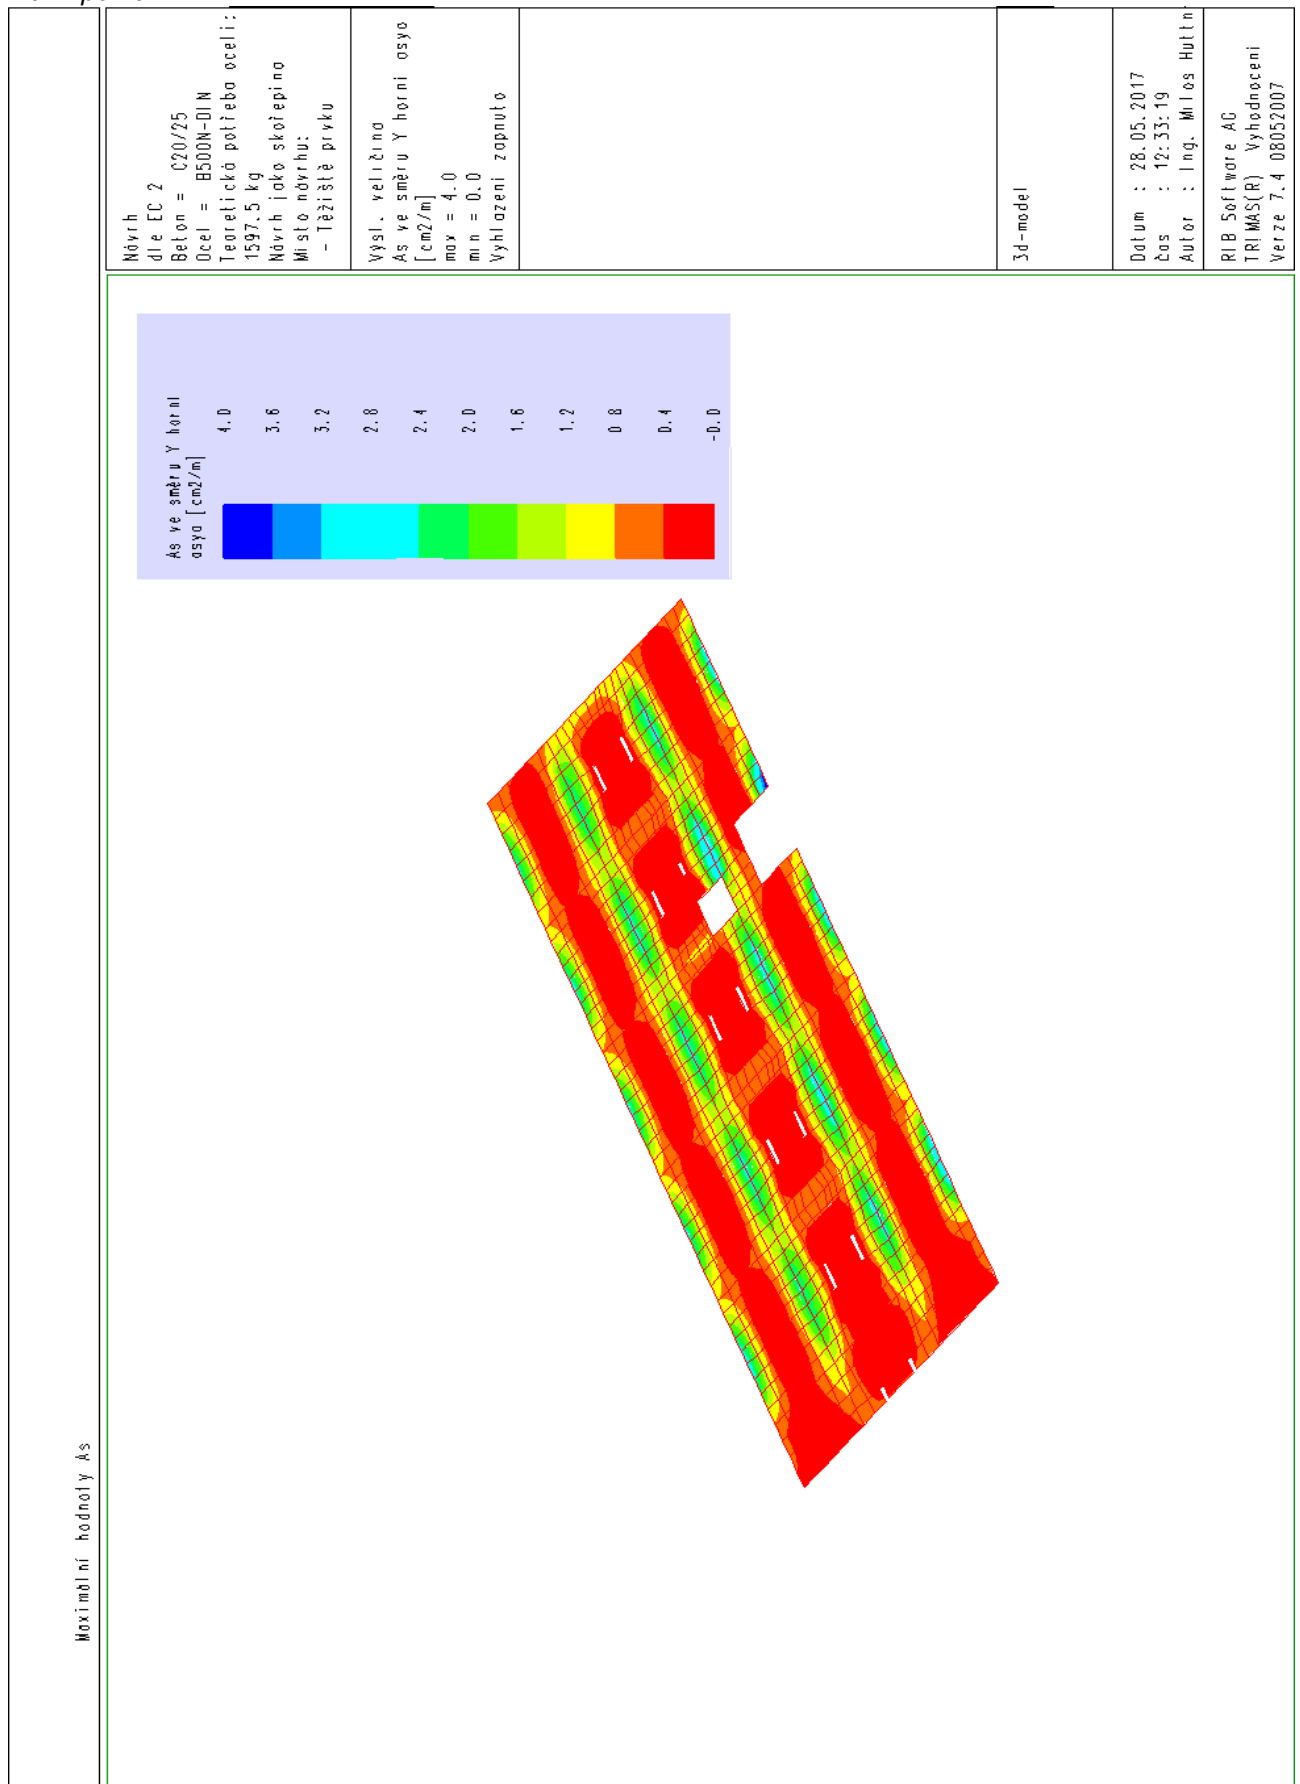 Maximální hodnoty As
Návrh
dle EC 2
Beton = C20/25
Ocel = B500N-DIN
Teoretická potřeba oceli:
1597.5 kg
Návrh jako skořepina
Místo návrhu:
- Těžiště prvku
Výsl. veličina
As ve směru Y horní asyo
[cm2/m]
max = 4.0
min = 0.0
Vyhlazení zapnuto
3d-model
Datum : 28.05.2017
Čas : 12:33:19
Autor : Ing. Milos Huttn
RIB Software AG
TRIMAS(R) Vyhodnocení
Verze 7.4 08052007
As ve směru Y horní
asyo [cm2/m]
4.0
3.6
3.2
2.8
2.4
2.0
1.6
1.2
0.8
0.4
-0.0